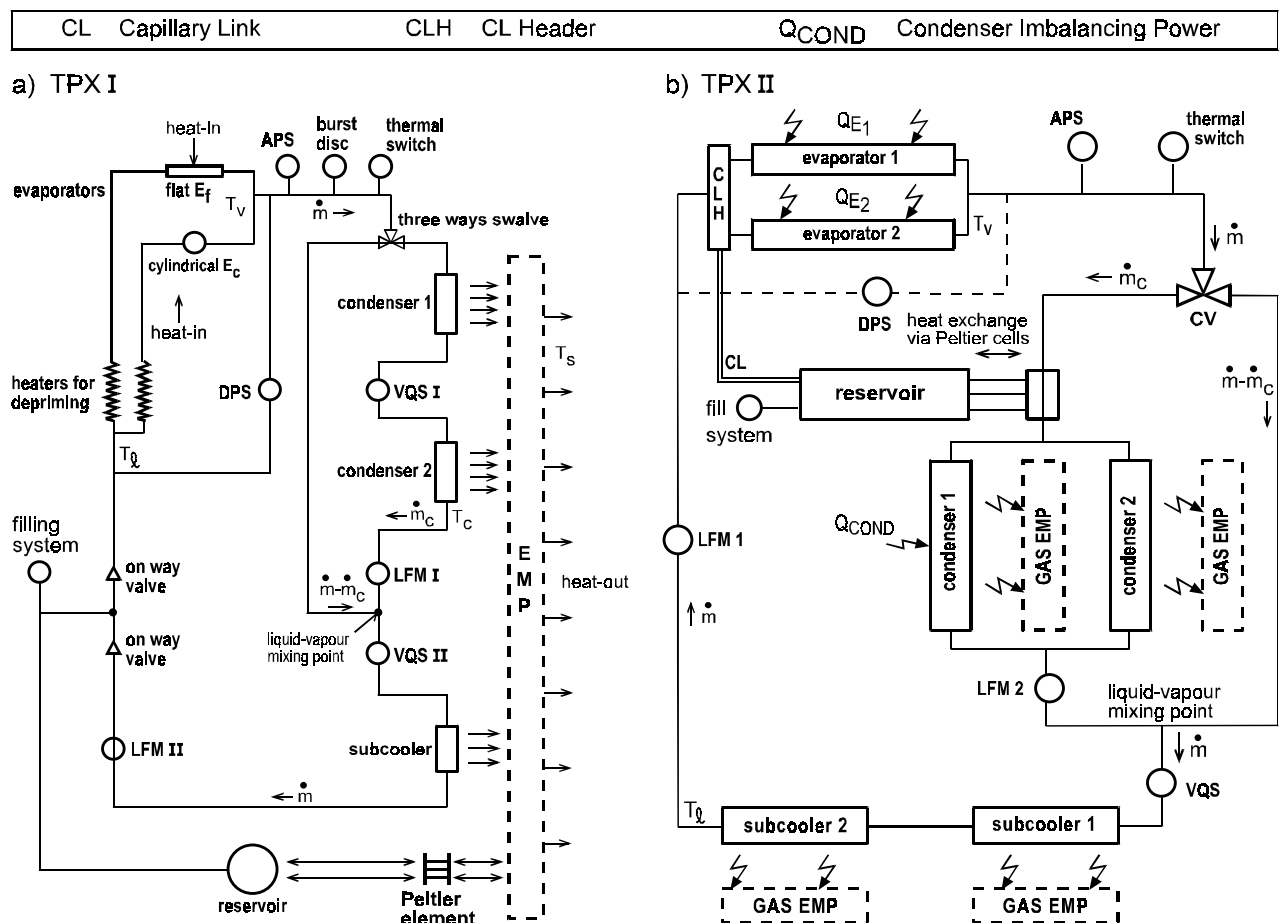 CL Capillary Link CLH CL Header QCOND Condenser Imbalancing Power
a) TPX I
heat-In
APS
burst
disc
thermal
switch
evaporators
flat Ef
Tv
ṁ
three ways swalve
cylindrical Ec
heat-in
condenser 1
Ts
heaters for
depriming
DPS
VQS I
Tℓ
condenser 2
ṁc
Tc
filling
system
on way
valve
LFM I
EMP
heat-out
ṁ-ṁc
liquid-vapour
mixing point
on way
valve
VQS II
LFM II
subcooler
ṁ
reservoir
Peltler
element
b) TPX II
QE1
evaporator 1
CLH
QE2
evaporator 2
Tv
APS
thermal
switch
ṁ
ṁc
CV
DPS
heat exchange
via Peltier cells
CL
reservoir
fill
system
ṁ-ṁc
QCOND
condenser 1
GAS EMP
condenser 2
GAS EMP
LFM 1
ṁ
LFM 2
liquid-vapour
mixing point
ṁ
VQS
Tℓ
subcooler 2
subcooler 1
GAS EMP
GAS EMP